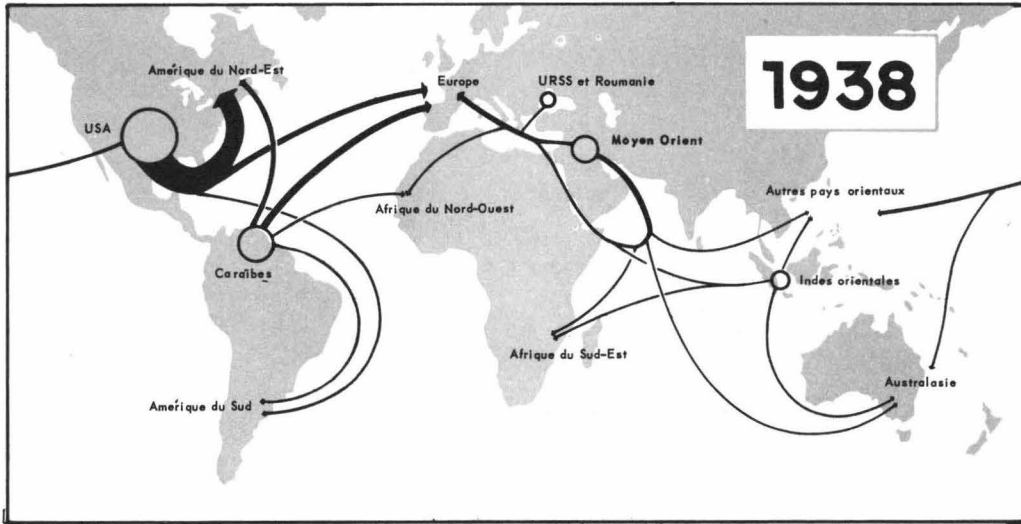 1938
Amérique du Nord-Est
USA
Europe
URSS et Roumanie
Moyen Orient
Autres pays orientaux
Afrique du Nord-Ouest
Caraïbes
Indes orientales
Afrique du Sud-Est
Australasie
Amérique du Sud